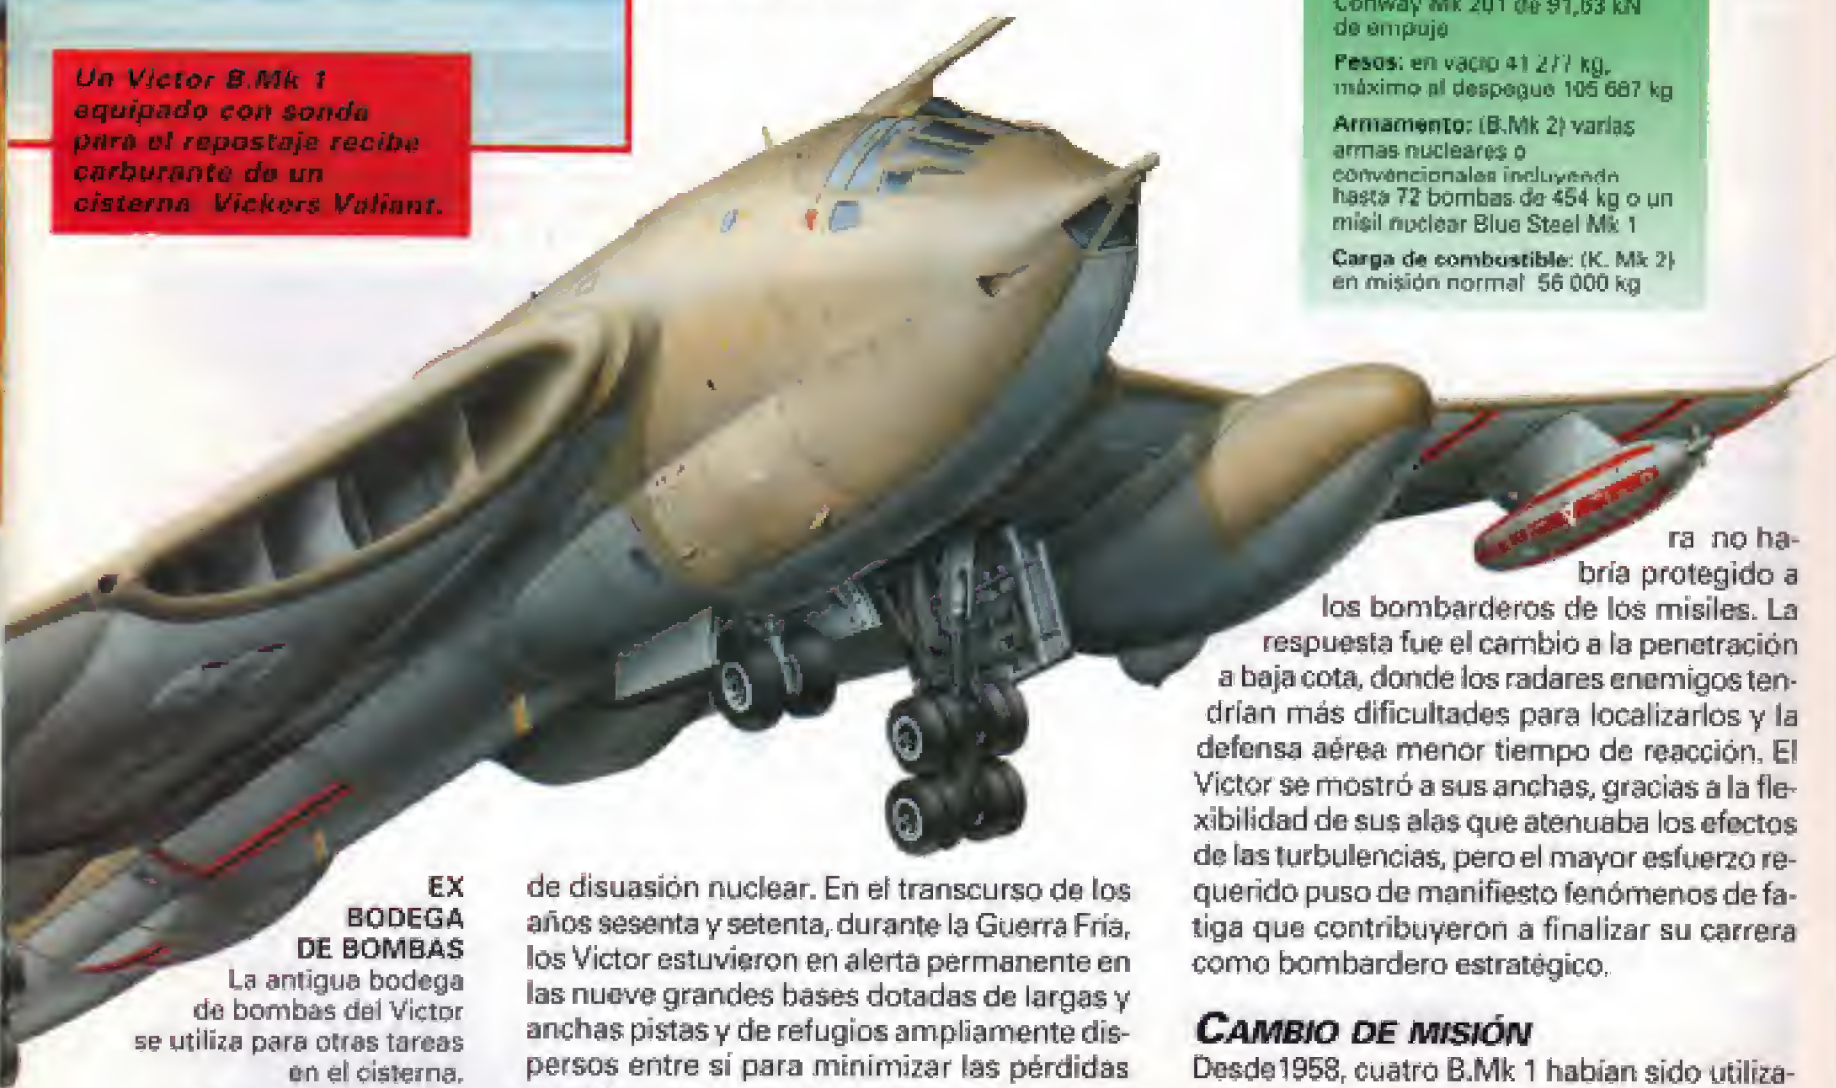 Un Victor B.Mk 1
equipado con sonda
para el repostaje recibe
carburante de un
cisterna Vickers Valiant.
Conway Mk 201 de 91,63 kN
de empuje
Pesos: en vacío 41 277 kg,
máximo al despegue 105 687 kg
Armamento: (B.Mk 2) varias
armas nucleares o
convencionales incluyendo
hasta 72 bombas de 454 kg o un
misil nuclear Blue Steel Mk 1
Carga de combustible: (K. Mk 2)
en misión normal 56 000 kg
EX
BODEGA
DE BOMBAS
La antigua bodega
de bombas del Victor
se utiliza para otras tareas
en el cisterna.
de disuasión nuclear. En el transcurso de los
años sesenta y setenta, durante la Guerra Fría,
los Victor estuvieron en alerta permanente en
las nueve grandes bases dotadas de largas y
anchas pistas y de refugios ampliamente dis-
persos entre sí para minimizar las pérdidas
ra no ha-
bría protegido a
los bombarderos de los misiles. La
respuesta fue el cambio a la penetración
a baja cota, donde los radares enemigos ten-
drían más dificultades para localizarlos y la
defensa aérea menor tiempo de reacción. El
Victor se mostró a sus anchas, gracias a la fle-
xibilidad de sus alas que atenuaba los efectos
de las turbulencias, pero el mayor esfuerzo re-
querido puso de manifiesto fenómenos de fa-
tiga que contribuyeron a finalizar su carrera
como bombardero estratégico.
CAMBIO DE MISIÓN
Desde1958, cuatro B.Mk 1 habían sido utiliza-